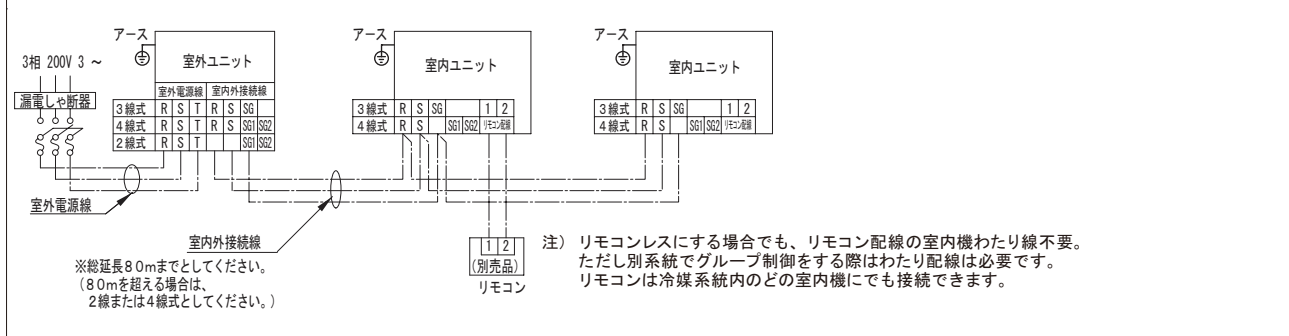 アース
3相 200V 3 ~
漏電しゃ断器
室外ユニット
室外電源線 室内外接続線
3線式 R S T R S SG
4線式 R S T R S SG1 SG2
2線式 R S T SG1 SG2
室外電源線
室内外接続線
※総延長80mまでとしてください。
(80mを超える場合は、
2線または4線式としてください。)
アース
室内ユニット
3線式 R S SG 1 2
4線式 R S SG1 SG2 リモコン配線
1 2
(別売品)
リモコン
アース
室内ユニット
3線式 R S SG 1 2
4線式 R S SG1 SG2 リモコン配線
注) リモコンレスにする場合でも、リモコン配線の室内機わたり線不要。
ただし別系統でグループ制御をする際はわたり配線は必要です。
リモコンは冷媒系統内のどの室内機にでも接続できます。